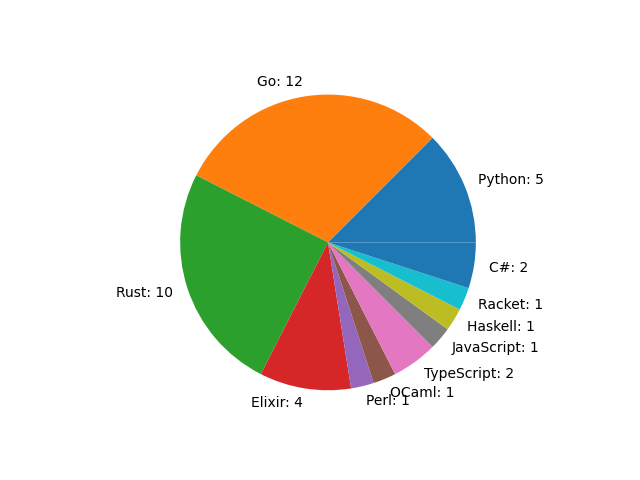 Go: 12
Python: 5
C#: 2
Rust: 10
Racket: 1
Haskell: 1
JavaScript: 1
TypeScript: 2
OCaml: 1
Perl: 1
Elixir: 4